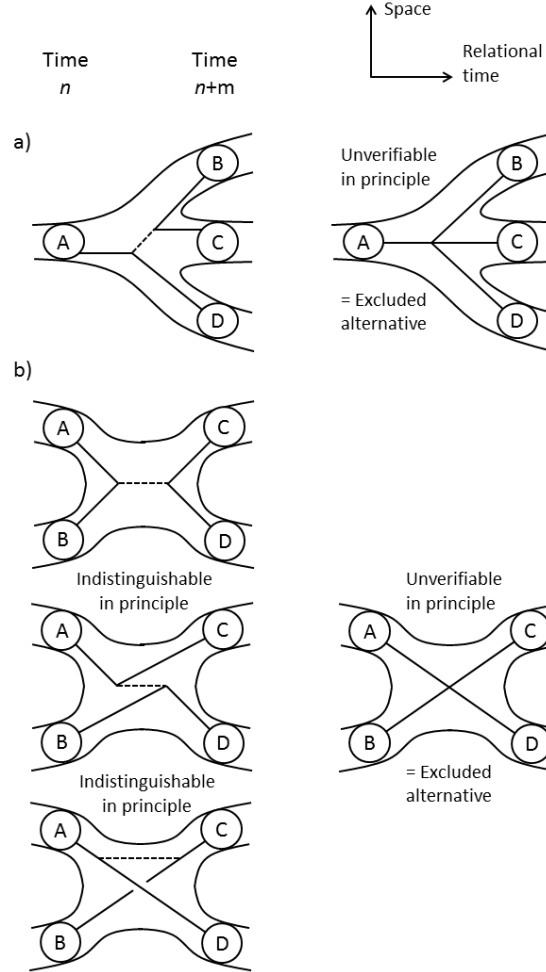 Space
Relational
time
Time
n
Time
n+m
a)
A
B
C
D
Unverifiable
in principle
A
B
C
D
= Excluded
alternative
b)
A
C
B
D
Indistinguishable
in principle
A
C
B
D
Unverifiable
in principle
A
C
B
D
= Excluded
alternative
Indistinguishable
in principle
A
C
B
D